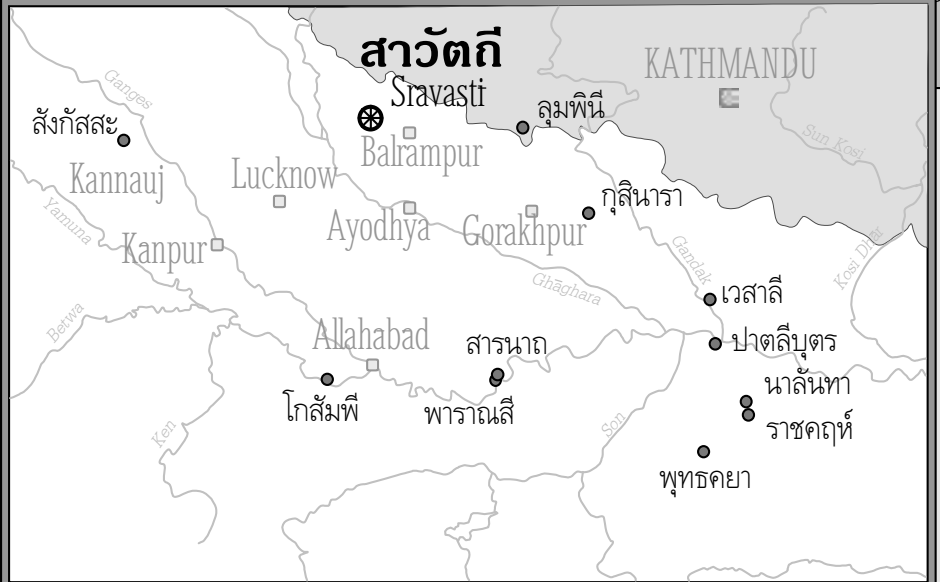 สาวัตถี
Sravasti
KATHMANDU
Ganges
สังกัสสะ
ลุมพินี
Sun Kosi
Balrampur
Kannauj
Lucknow
กุสินารา
Yamuna
Ayodhya
Gorakhpur
Kanpur
Gandak
Kosi Dhar
Ghaghara
เวสาลี
Betwa
Allahabad
สารนาถ
ปาตลีบุตร
นาลันทา
โกสัมพี
พาราณสี
Son
ราชคฤห์
Ken
พุทธคยา